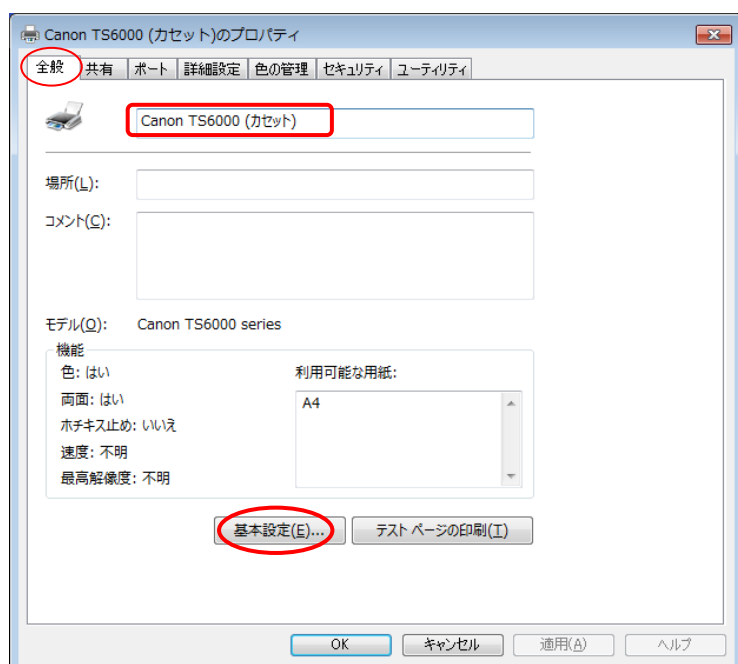 Canon TS6000 (カセット)のプロパティ
全般 共有 ポート 詳細設定 色の管理 セキュリティ ユーティリティ
Canon TS6000 (カセット)
場所(L):
コメント(C):
モデル(O): Canon TS6000 series
機能
色: はい 利用可能な用紙:
両面: はい A4
ホチキス止め: いいえ
速度: 不明
最高解像度: 不明
基本設定(E)... テスト ページの印刷(T)
OK キャンセル 適用(A) ヘルプ